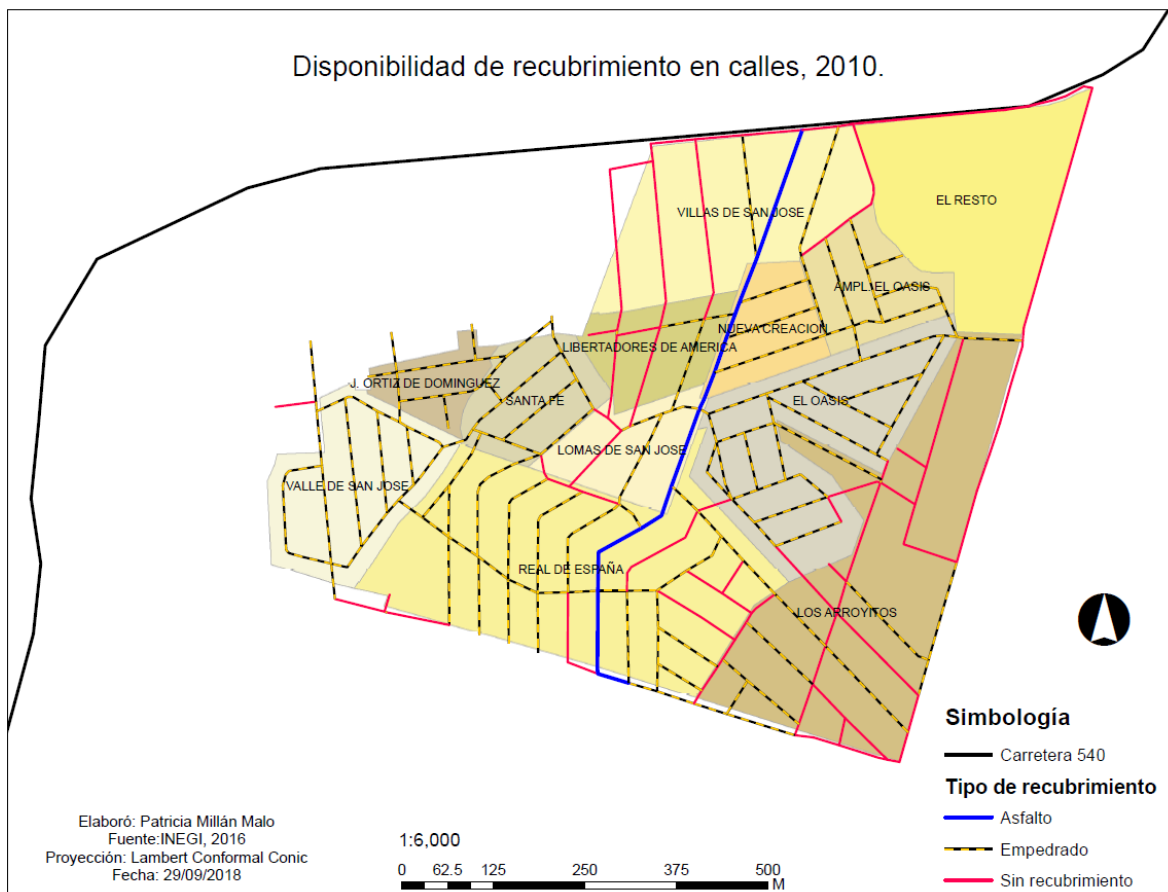 Disponibilidad de recubrimiento en calles, 2010.
EL RESTO
VILLAS DE SAN JOSE
AMPL. EL OASIS
NUEVA CREACION
LIBERTADORES DE AMERICA
J. ORTIZ DE DOMINGUEZ
SANTA FE
EL OASIS
LOMAS DE SAN JOSE
VALLE DE SAN JOSE
REAL DE ESPAÑA
LOS ARROYITOS
Simbología
Carretera 540
Tipo de recubrimiento
Asfalto
Empedrado
Sin recubrimiento
Elaboró: Patricia Millán Malo
Fuente:INEGI, 2016
Proyección: Lambert Conformal Conic
Fecha: 29/09/2018
1:6,000
0 62.5 125 250 375 500
M